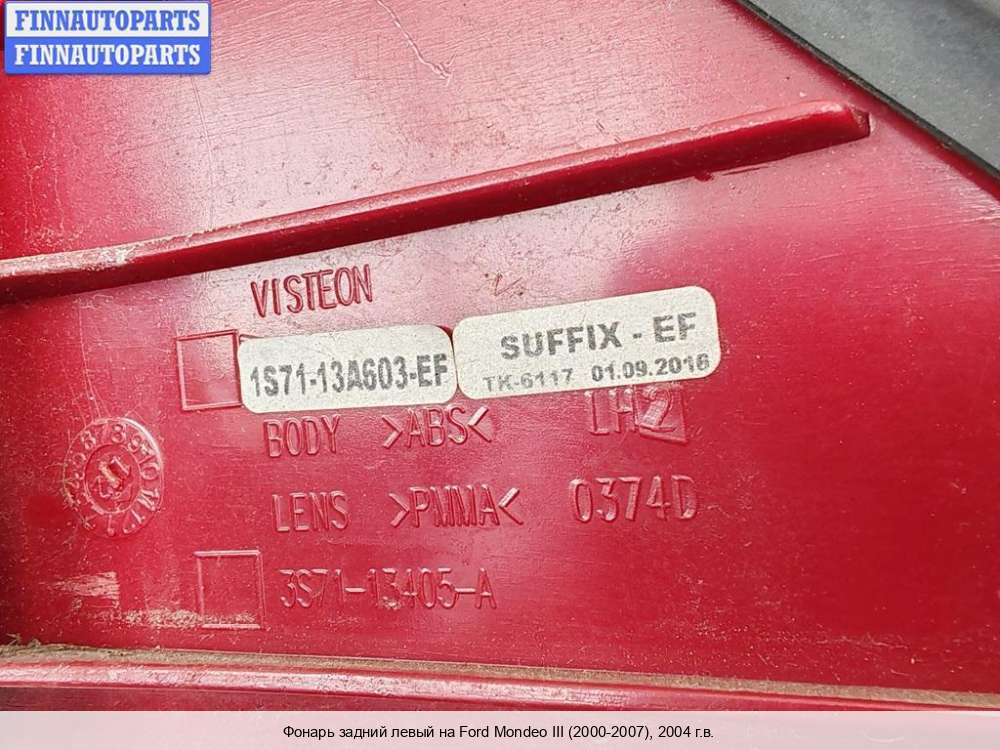 FINNAUTOPARTS
FINNAUTOPARTS
VISTEON
1S71-13A603-EF
SUFFIX - EF
TK-6117 01.09.2016
BODY >ABS< LH 2
LENS >PMMA< 0374D
3S71-13405-A
Фонарь задний левый на Ford Mondeo III (2000-2007), 2004 г.в.